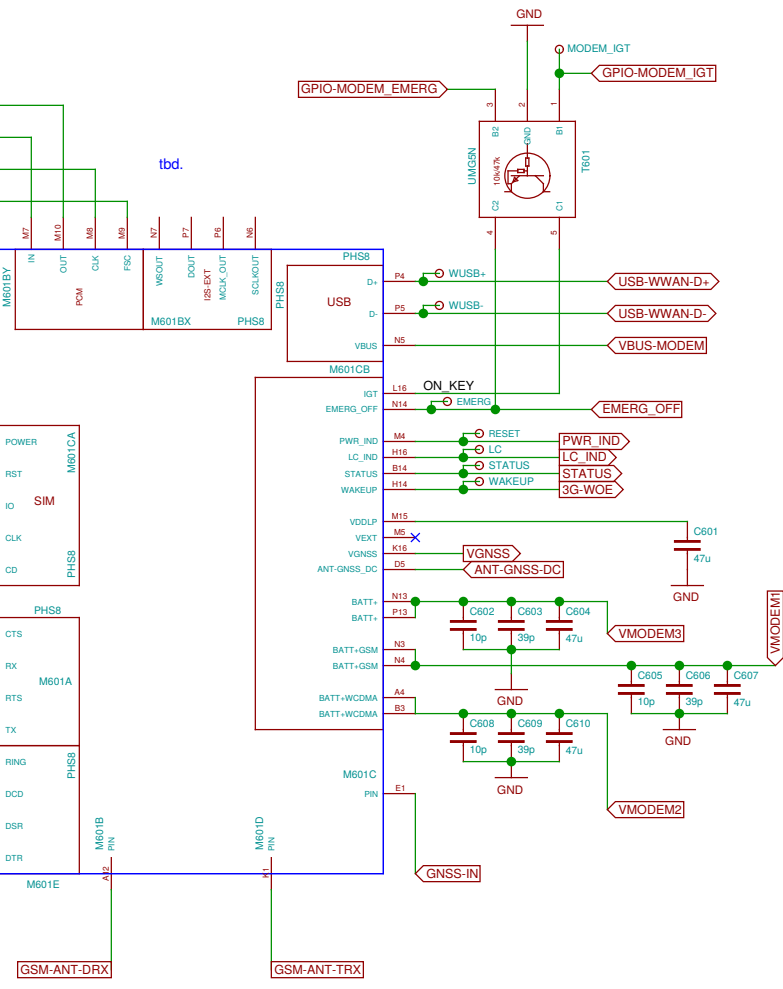 GND
MODEM_IGT
GPIO-MODEM_IGT
GPIO-MODEM_EMERG
3
2
1
B2
GND
B1
UMG5N
10k/47k
T601
C2
C1
4
5
tbd.
M7
M10
M8
M9
N7
P7
P6
N6
IN
OUT
CLK
FSC
WSOUT
DOUT
MCLK_OUT
SCLKOUT
I2S-EXT
PCM
M601BY
M601BX
PHS8
PHS8
PHS8
USB
D+
P4
WUSB+
USB-WWAN-D+
D-
P5
WUSB-
USB-WWAN-D-
VBUS
N5
VBUS-MODEM
M601CB
IGT
L16
ON_KEY
EMERG_OFF
N14
EMERG
EMERG_OFF
PWR_IND
M4
RESET
PWR_IND
LC_IND
H16
LC
LC_IND
STATUS
B14
STATUS
STATUS
WAKEUP
H14
WAKEUP
3G-WOE
VDDLP
M15
C601
47u
GND
VEXT
M5
VGNSS
K16
VGNSS
ANT-GNSS_DC
D5
ANT-GNSS-DC
POWER
RST
IO
CLK
CD
SIM
M601CA
PHS8
BATT+
N13
BATT+
P13
C602
10p
C603
39p
C604
47u
VMODEM3
GND
BATT+GSM
N3
BATT+GSM
N4
VMODEM1
C605
10p
C606
39p
C607
47u
GND
BATT+WCDMA
A4
BATT+WCDMA
B3
C608
10p
C609
39p
C610
47u
GND
VMODEM2
PHS8
CTS
RX
RTS
TX
M601A
RING
DCD
DSR
DTR
PHS8
M601E
M601C
PIN
E1
GNSS-IN
M601B
PIN
A12
M601D
PIN
K1
GSM-ANT-DRX
GSM-ANT-TRX